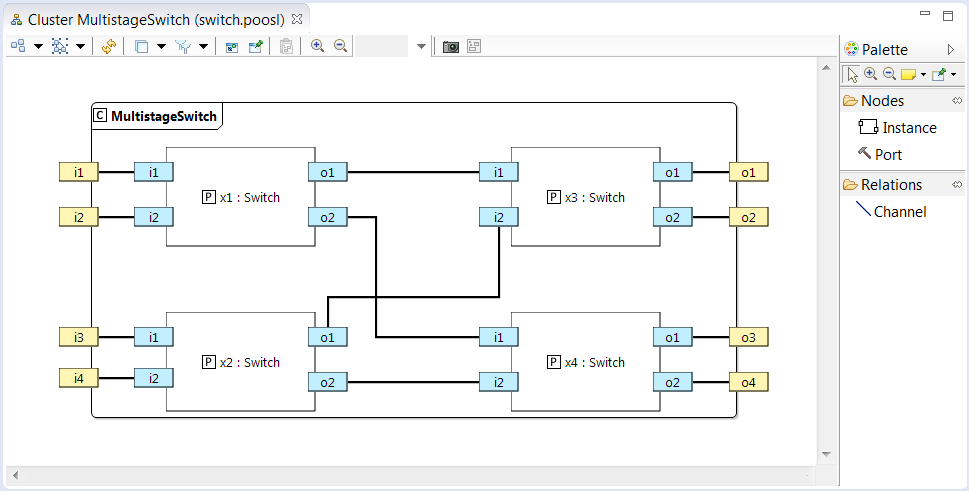 Cluster MultistageSwitch (switch.poosl)
Palette
Nodes
Instance
Port
Relations
Channel
C MultistageSwitch
i1 i1 o1 i1 o1 o1
P x1 : Switch P x3 : Switch
i2 i2 o2 i2 o2 o2
i3 i1 o1 i1 o1 o3
P x2 : Switch P x4 : Switch
i4 i2 o2 i2 o2 o4